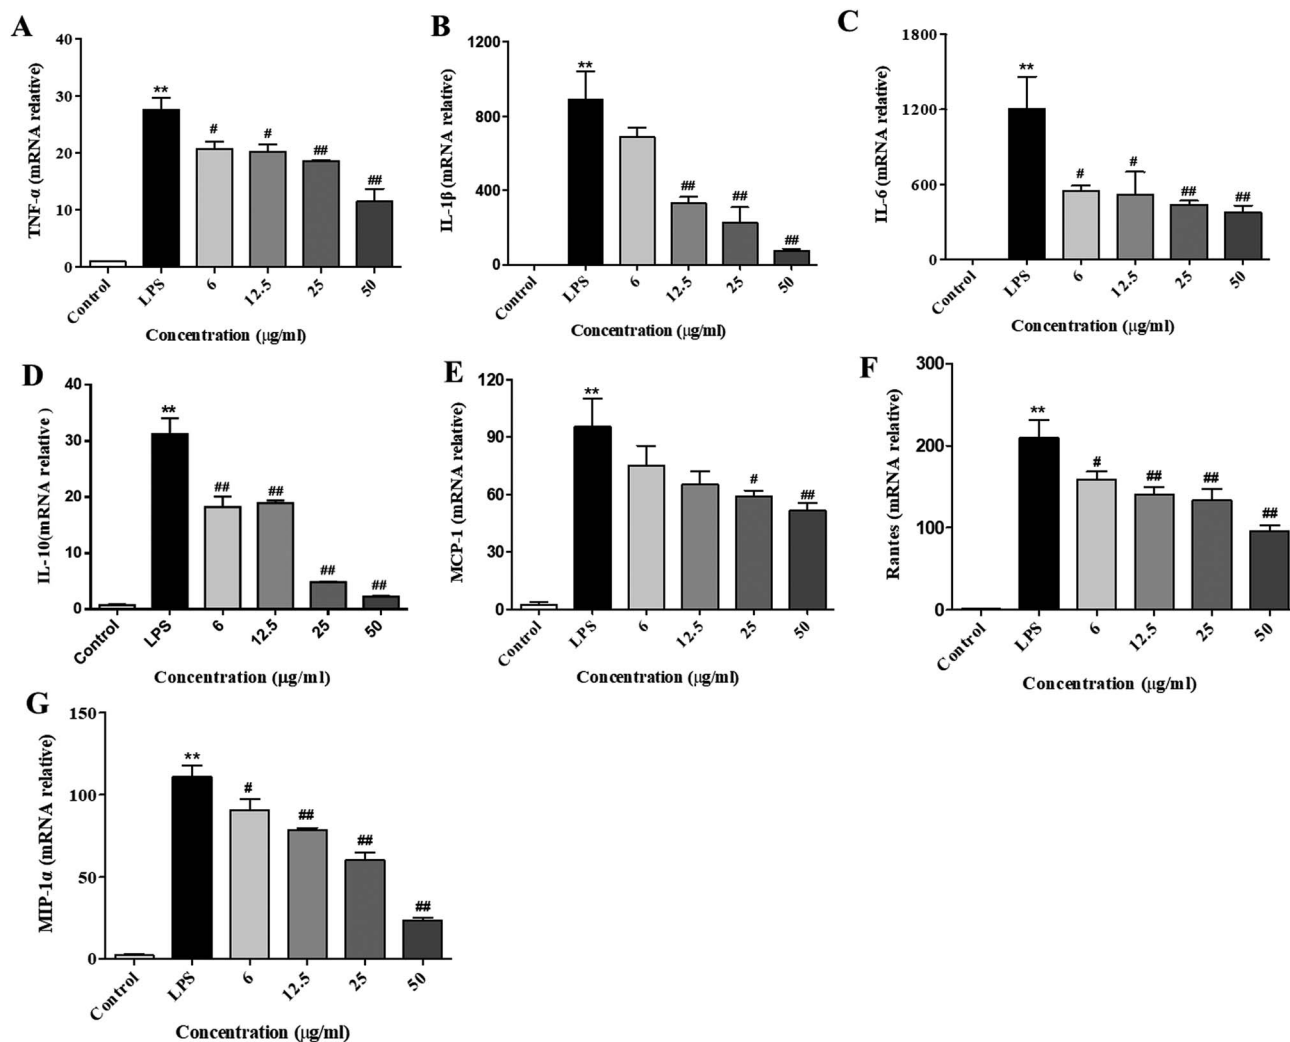 A
TNF-α (mRNA relative)
40
30
20
10
0
**
#
#
##
##
Control
LPS
6
12.5
25
50
Concentration (μg/ml)
B
IL-1β (mRNA relative)
1200
800
400
0
**
##
##
##
Control
LPS
6
12.5
25
50
Concentration (μg/ml)
C
IL-6 (mRNA relative)
1800
1200
600
0
**
#
#
##
##
Control
LPS
6
12.5
25
50
Concentration (μg/ml)
D
IL-10(mRNA relative )
40
30
20
10
0
**
##
##
##
##
Control
LPS
6
12.5
25
50
Concentration (μg/ml)
E
MCP-1 (mRNA relative)
120
90
60
30
0
**
#
##
Control
LPS
6
12.5
25
50
Concentration (μg/ml)
F
Rantes (mRNA relative)
300
200
100
0
**
#
##
##
##
Control
LPS
6
12.5
25
50
Concentration (μg/ml)
G
MIP-1α (mRNA relative)
150
100
50
0
**
#
##
##
##
Control
LPS
6
12.5
25
50
Concentration (μg/ml)